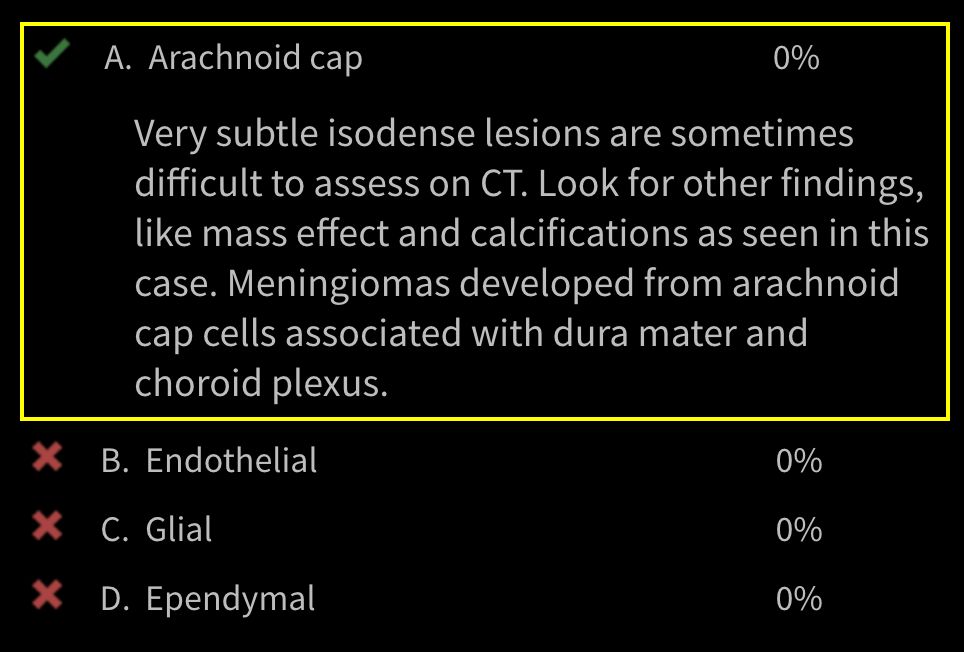 A. Arachnoid cap 0%
Very subtle isodense lesions are sometimes
difficult to assess on CT. Look for other findings,
like mass effect and calcifications as seen in this
case. Meningiomas developed from arachnoid
cap cells associated with dura mater and
choroid plexus.
B. Endothelial 0%
C. Glial 0%
D. Ependymal 0%